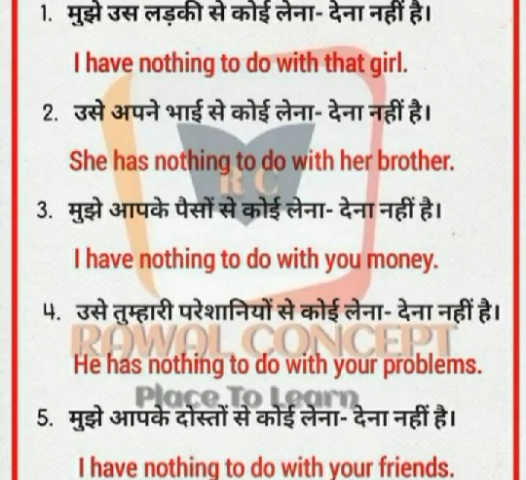 1. मुझे उस लड़की से कोई लेना- देना नहीं है।
I have nothing to do with that girl.
2. उसे अपने भाई से कोई लेना- देना नहीं है।
She has nothing to do with her brother.
R C
3. मुझे आपके पैसों से कोई लेना- देना नहीं है।
I have nothing to do with you money.
4. उसे तुम्हारी परेशानियों से कोई लेना- देना नहीं है।
RAWAL CONCEPT
He has nothing to do with your problems.
Place To Learn
5. मुझे आपके दोस्तों से कोई लेना- देना नहीं है।
I have nothing to do with your friends.